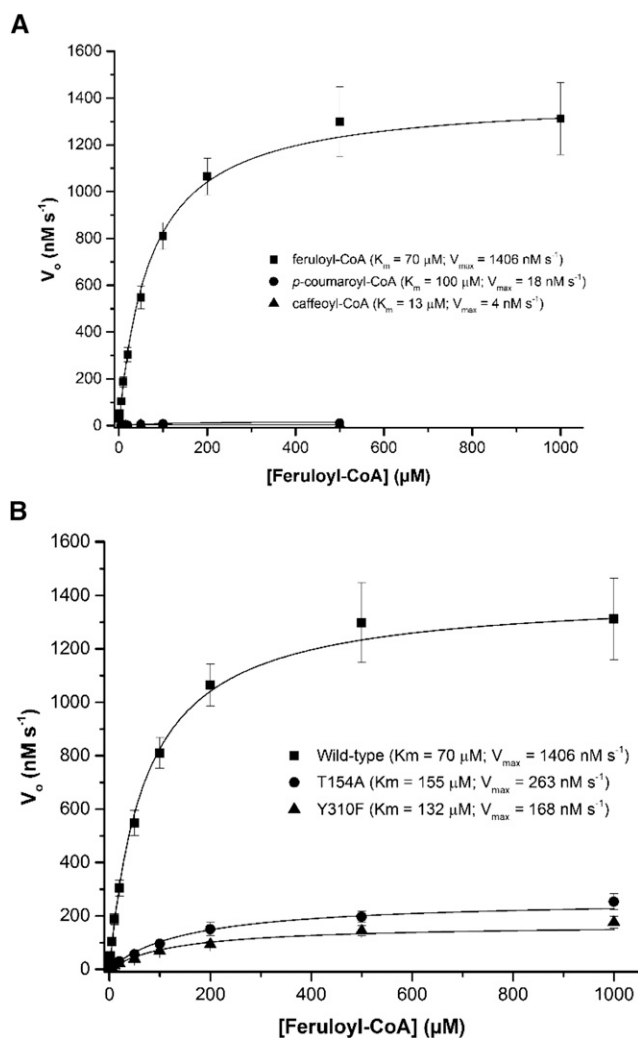 A
1600
1400
1200
1000
800
600
400
200
0
Vₒ (nM s⁻¹)
feruloyl-CoA (Kₘ = 70 μM; Vₘₐₓ = 1406 nM s⁻¹)
p-coumaroyl-CoA (Kₘ = 100 μM; Vₘₐₓ = 18 nM s⁻¹)
caffeoyl-CoA (Kₘ = 13 μM; Vₘₐₓ = 4 nM s⁻¹)
0 200 400 600 800 1000
[Feruloyl-CoA] (μM)
B
1600
1400
1200
1000
800
600
400
200
0
Vₒ (nM s⁻¹)
Wild-type (Km = 70 μM; Vₘₐₓ = 1406 nM s⁻¹)
T154A (Km = 155 μM; Vₘₐₓ = 263 nM s⁻¹)
Y310F (Km = 132 μM; Vₘₐₓ = 168 nM s⁻¹)
0 200 400 600 800 1000
[Feruloyl-CoA] (μM)